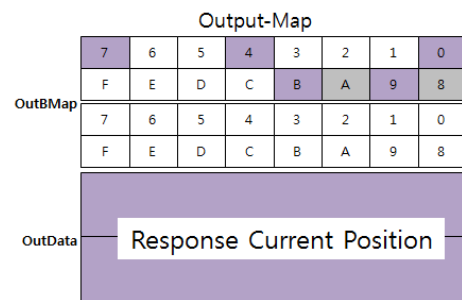 Output-Map
7 6 5 4 3 2 1 0
F E D C B A 9 8
OutBMap
7 6 5 4 3 2 1 0
F E D C B A 9 8
OutData
Response Current Position